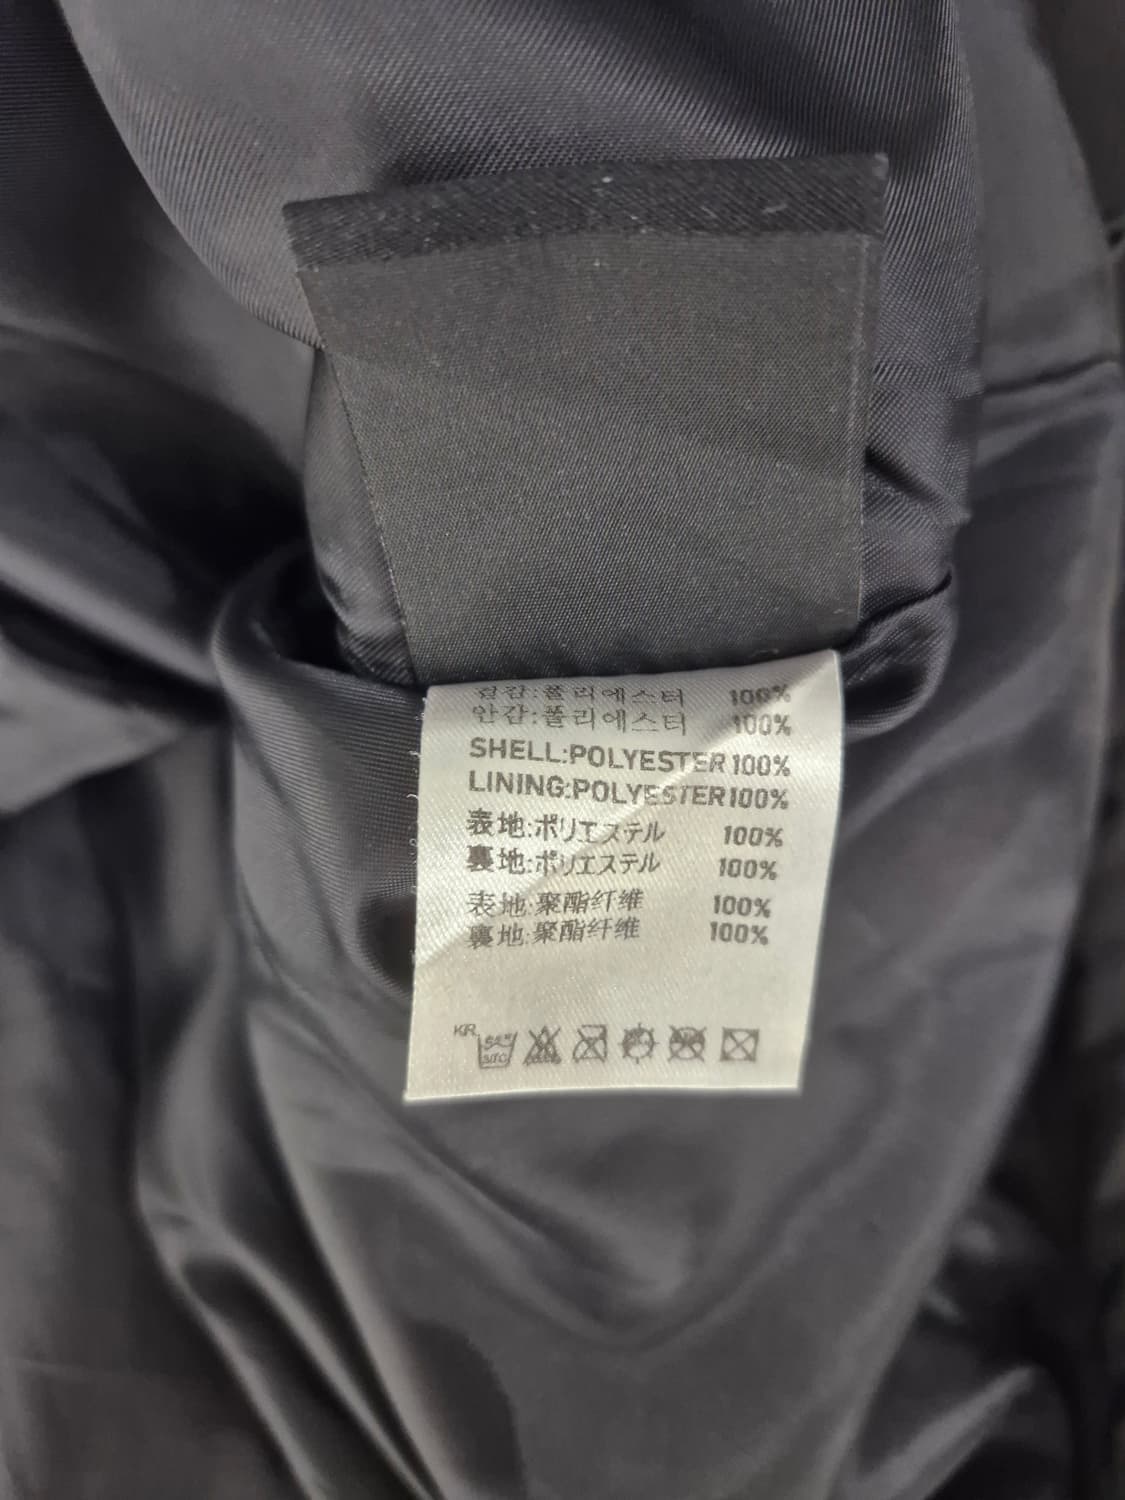 겉감:폴리에스터 100%
안감:폴리에스터 100%
SHELL:POLYESTER 100%
LINING:POLYESTER 100%
表地:ポリエステル 100%
裏地:ポリエステル 100%
表地:聚酯纤维 100%
裏地:聚酯纤维 100%
KR